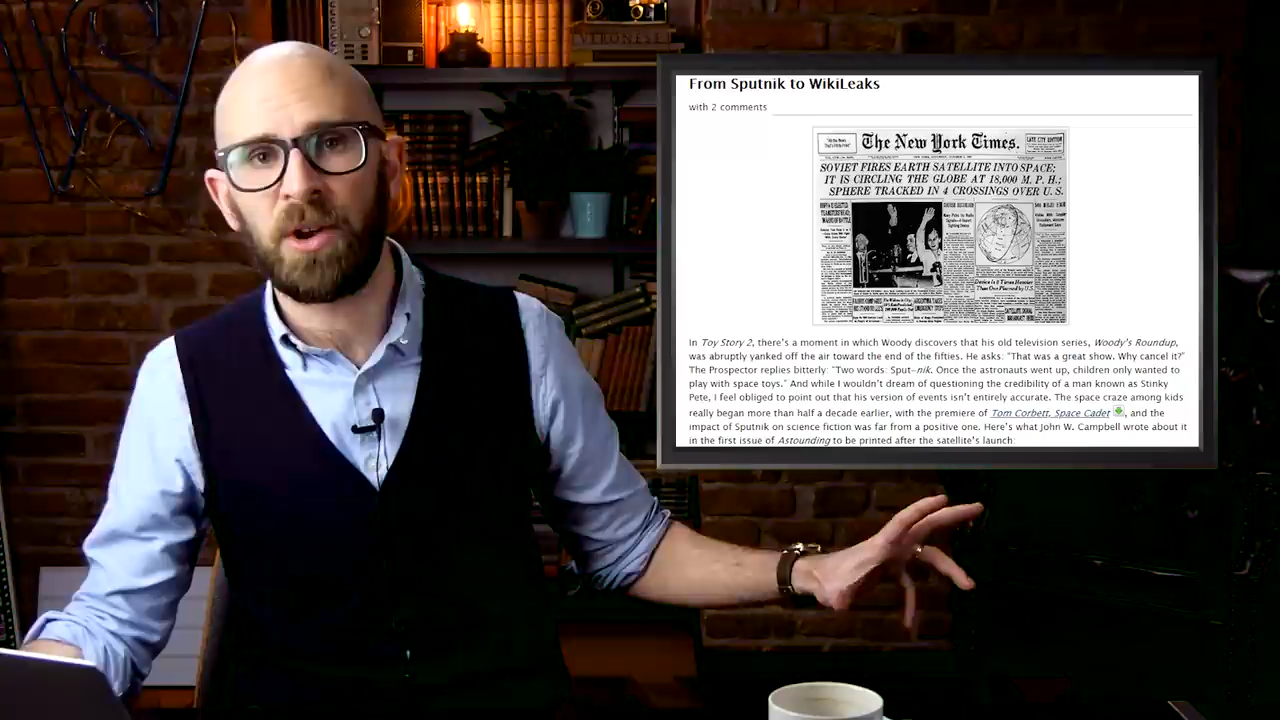 From Sputnik to WikiLeaks
with 2 comments
The New York Times.
LATE CITY EDITION
SOVIET FIRES EARTH SATELLITE INTO SPACE;
IT IS CIRCLING THE GLOBE AT 18,000 M. P. H.;
SPHERE TRACKED IN 4 CROSSINGS OVER U. S.
In Toy Story 2, there's a moment in which Woody discovers that his old television series, Woody's Roundup,
was abruptly yanked off the air toward the end of the fifties. He asks: "That was a great show. Why cancel it?"
The Prospector replies bitterly: "Two words: Sput-nik. Once the astronauts went up, children only wanted to
play with space toys." And while I wouldn't dream of questioning the credibility of a man known as Stinky
Pete, I feel obliged to point out that his version of events isn't entirely accurate. The space craze among kids
really began more than half a decade earlier, with the premiere of Tom Corbett, Space Cadet, and the
impact of Sputnik on science fiction was far from a positive one. Here's what John W. Campbell wrote about it
in the first issue of Astounding to be printed after the satellite's launch: